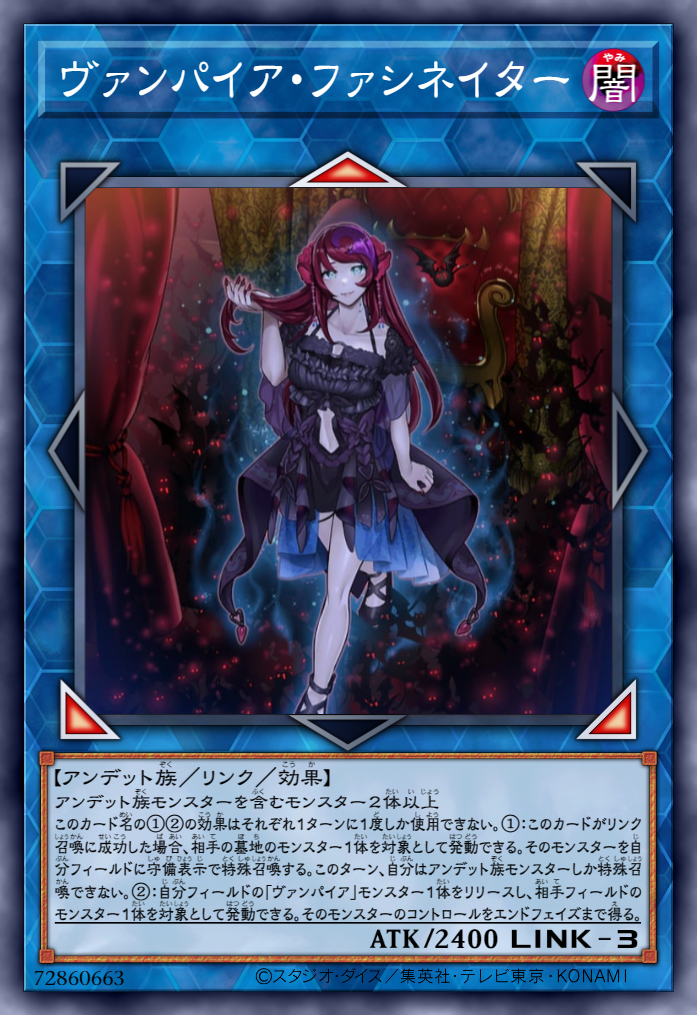 ヴァンパイア・ファシネイター
闇
【アンデット族／リンク／効果】
アンデット族モンスターを含むモンスター２体以上
このカード名の①②の効果はそれぞれ1ターンに1度しか使用できない。①：このカードがリンク
召喚に成功した場合、相手の墓地のモンスター1体を対象として発動できる。そのモンスターを自
分フィールドに守備表示で特殊召喚する。このターン、自分はアンデット族モンスターしか特殊召
喚できない。②：自分フィールドの「ヴァンパイア」モンスター1体をリリースし、相手フィールドの
モンスター1体を対象として発動できる。そのモンスターのコントロールをエンドフェイズまで得る。
ATK/2400 LINK-3
72860663 ©スタジオ・ダイス／集英社・テレビ東京・KONAMI